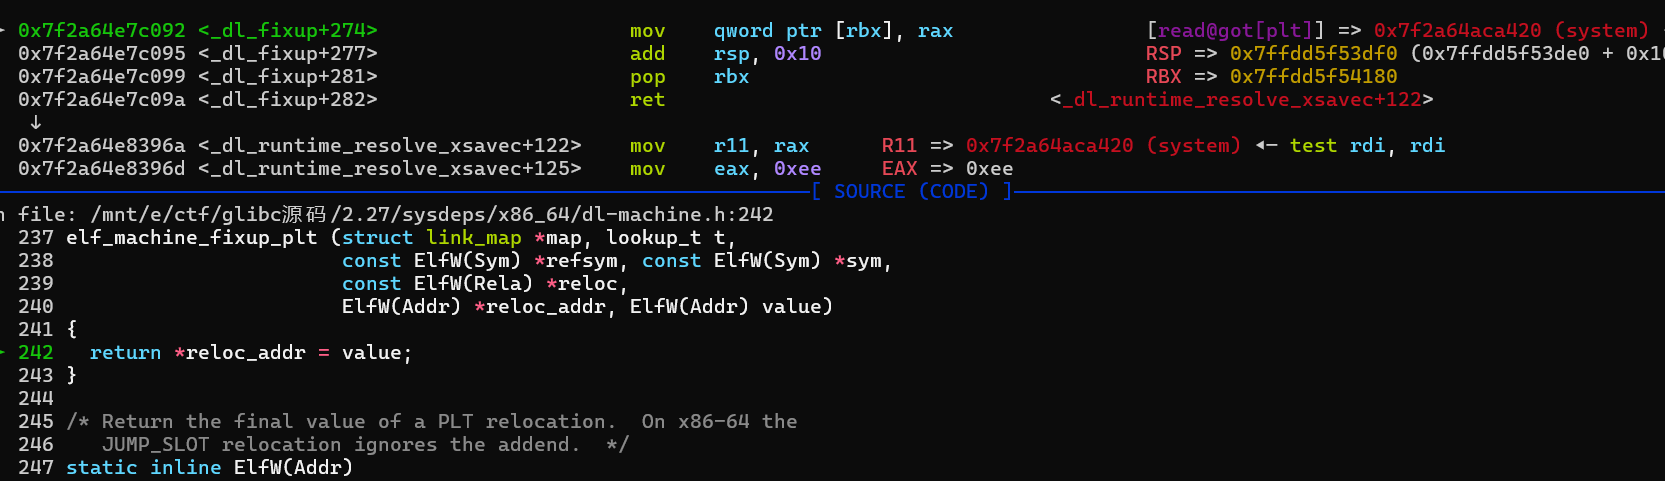 0x7f2a64e7c092 <_dl_fixup+274> mov qword ptr [rbx], rax [read@got[plt]] => 0x7f2a64aca420 (system)
0x7f2a64e7c095 <_dl_fixup+277> add rsp, 0x10 RSP => 0x7ffdd5f53df0 (0x7ffdd5f53de0 + 0x10
0x7f2a64e7c099 <_dl_fixup+281> pop rbx RBX => 0x7ffdd5f54180
0x7f2a64e7c09a <_dl_fixup+282> ret <_dl_runtime_resolve_xsavec+122>
↓
0x7f2a64e8396a <_dl_runtime_resolve_xsavec+122> mov r11, rax R11 => 0x7f2a64aca420 (system) ◂— test rdi, rdi
0x7f2a64e8396d <_dl_runtime_resolve_xsavec+125> mov eax, 0xee EAX => 0xee
[ SOURCE (CODE) ]
n file: /mnt/e/ctf/glibc源码/2.27/sysdeps/x86_64/dl-machine.h:242
237 elf_machine_fixup_plt (struct link_map *map, lookup_t t,
238 const ElfW(Sym) *refsym, const ElfW(Sym) *sym,
239 const ElfW(Rela) *reloc,
240 ElfW(Addr) *reloc_addr, ElfW(Addr) value)
241 {
242 return *reloc_addr = value;
243 }
244
245 /* Return the final value of a PLT relocation. On x86-64 the
246 JUMP_SLOT relocation ignores the addend. */
247 static inline ElfW(Addr)